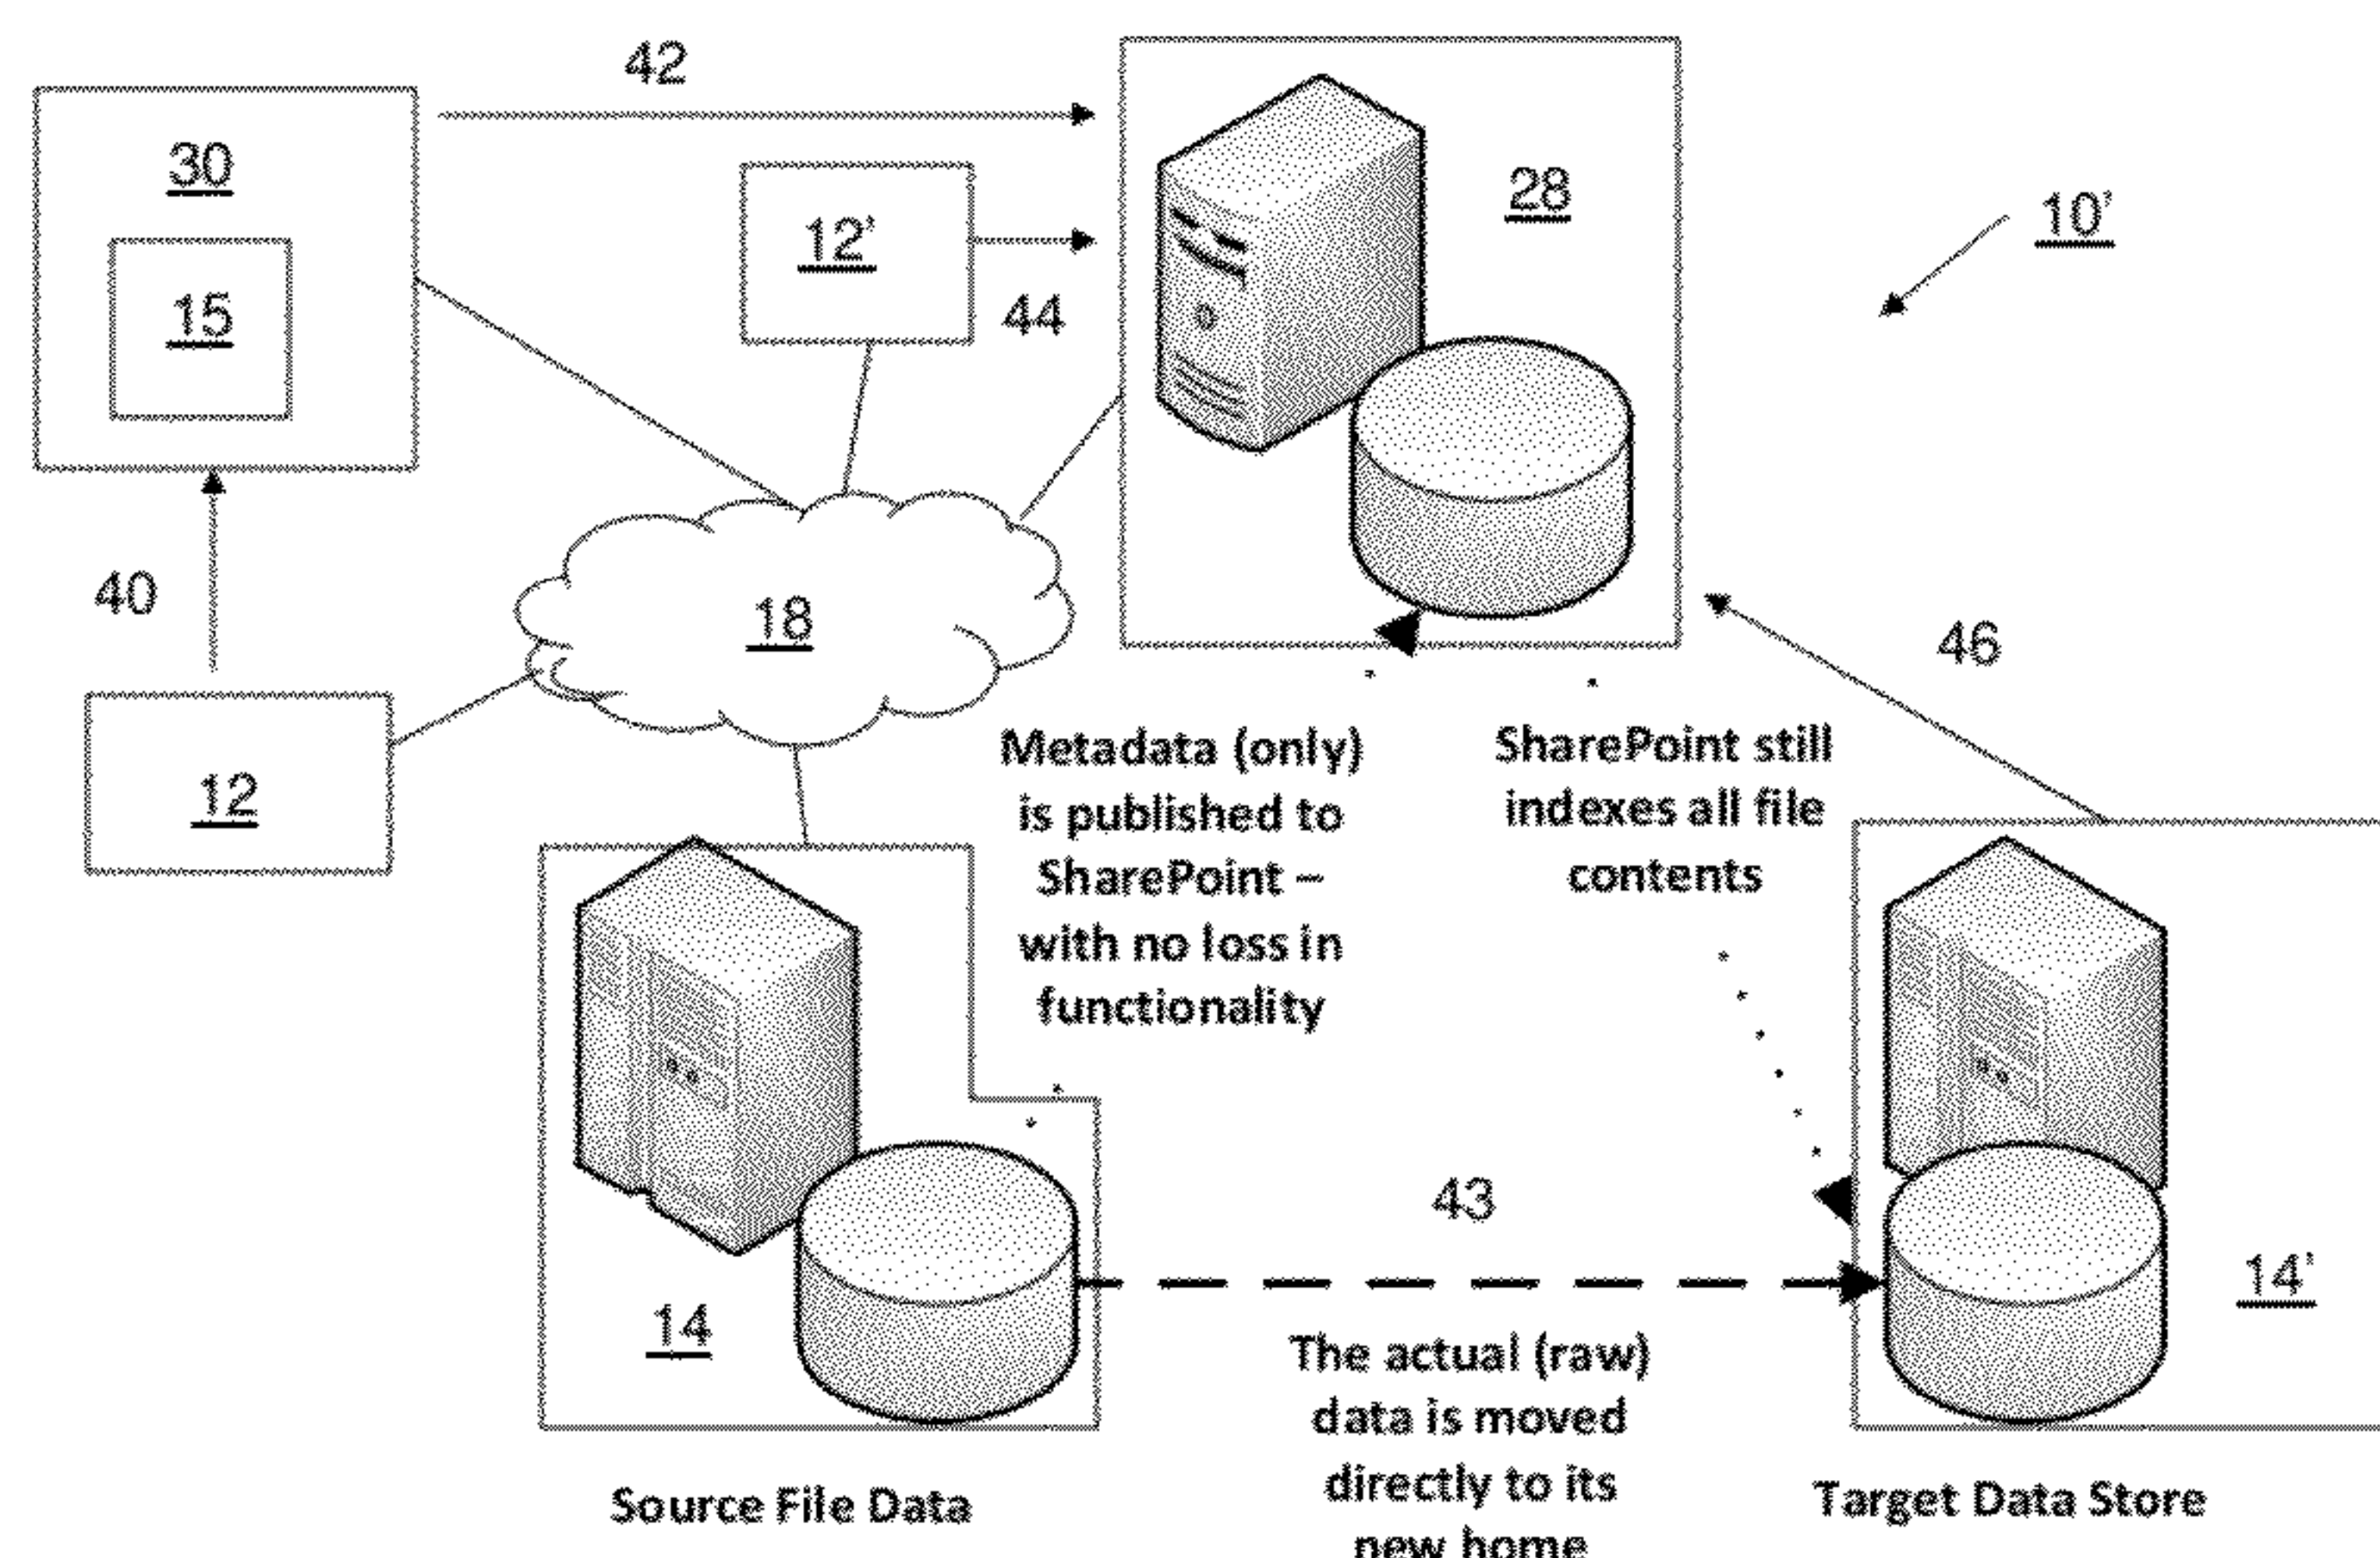 42
30
28
12'
10'
15
44
40
18
46
12
Metadata (only)
is published to
SharePoint –
with no loss in
functionality
SharePoint still
indexes all file
contents
43
14
14'
The actual (raw)
data is moved
directly to its
new home
Source File Data
Target Data Store